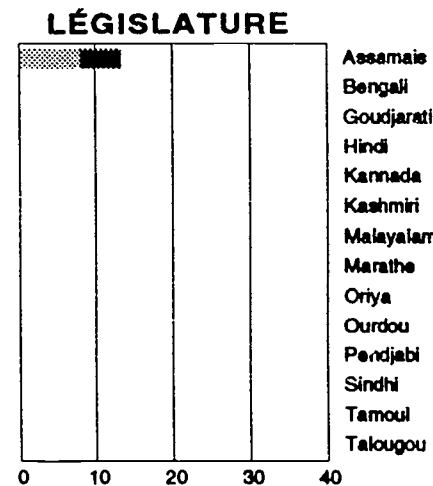 LÉGISLATURE
Assamais
Bengali
Goudjarati
Hindi
Kannada
Kashmiri
Malayalam
Marathe
Oriya
Ourdou
Pendjabi
Sindhi
Tamoul
Talougou
0 10 20 30 40